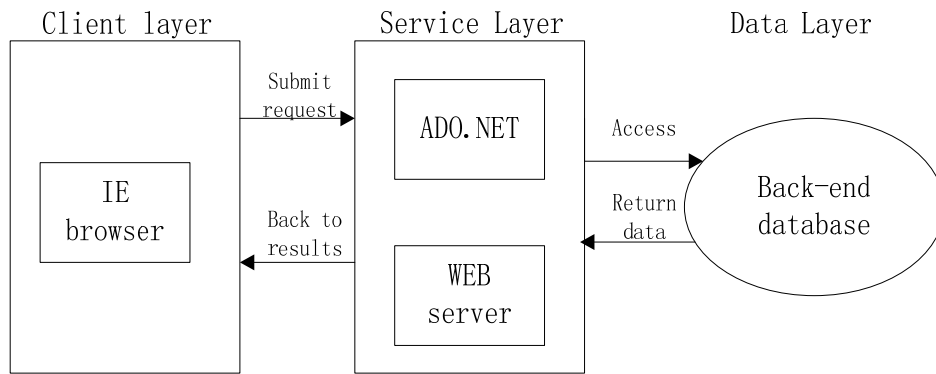 Client layer
Service Layer
Data Layer
Submit
request
ADO.NET
Access
IE
browser
Back-end
database
Return
data
Back to
results
WEB
server